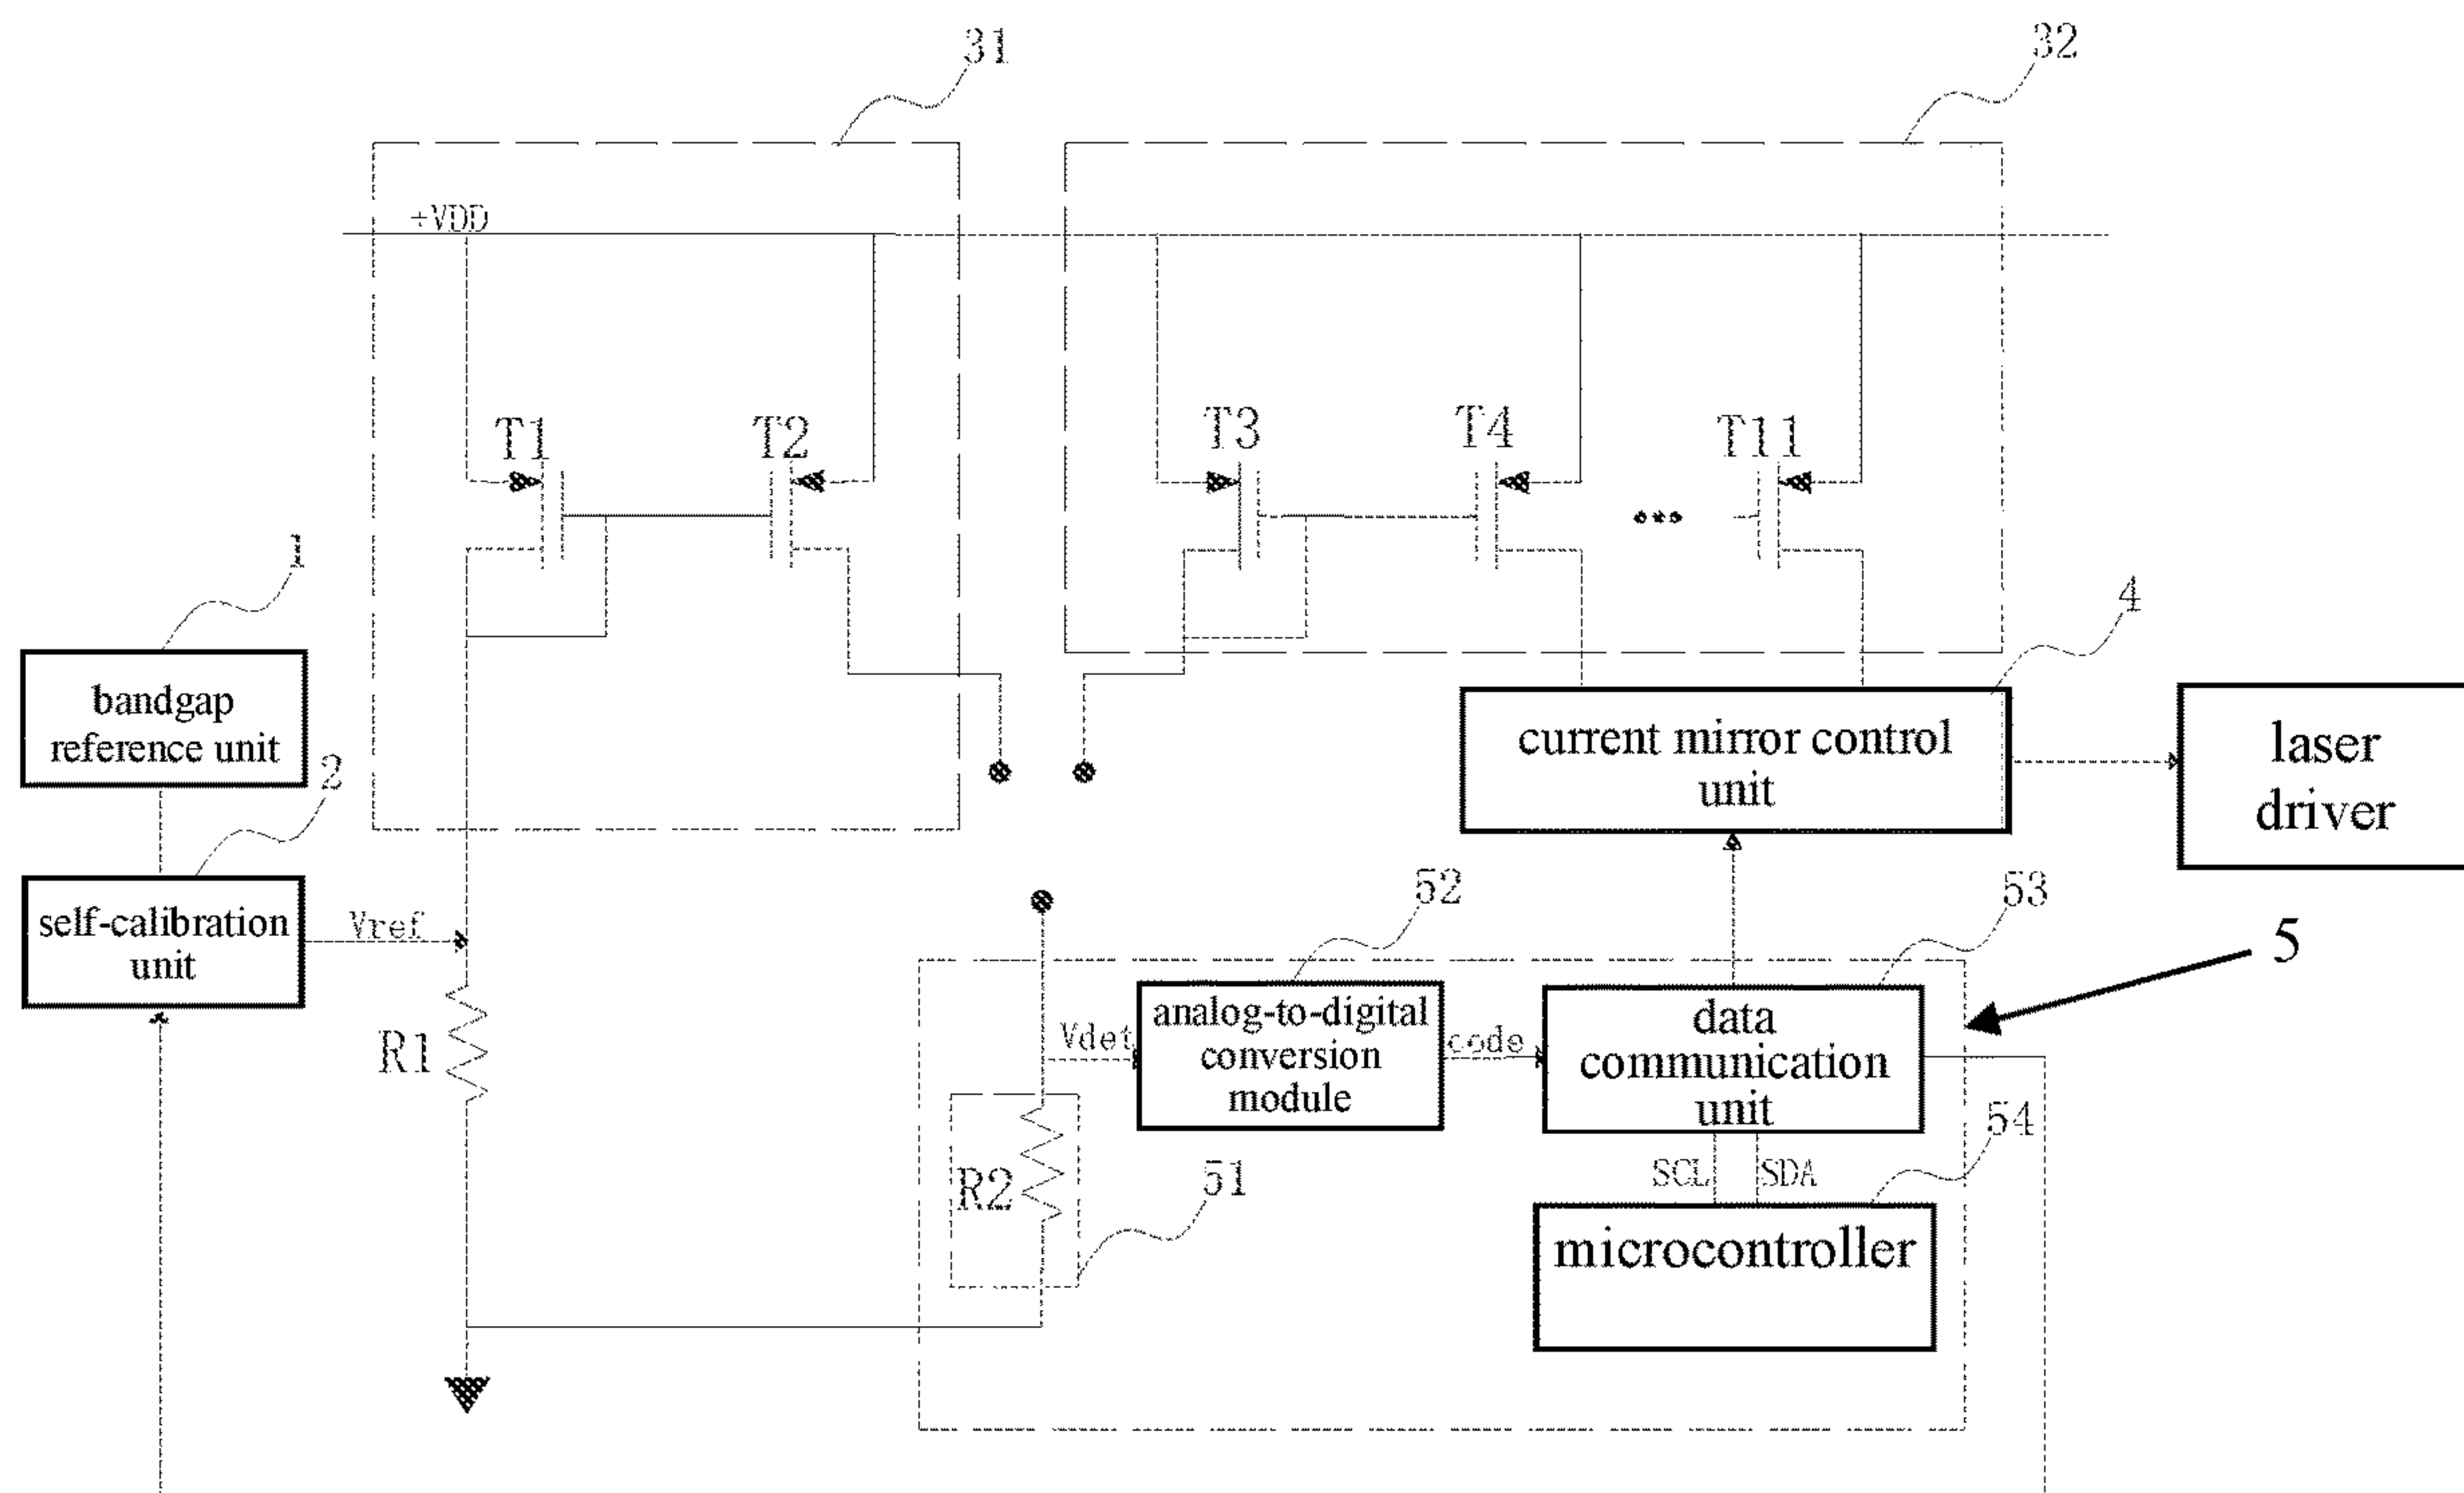 31
32
+VDD
T1
T2
T3
T4
T11
1
4
bandgap
reference unit
2
current mirror control
unit
laser
driver
self-calibration
unit
Vref
52
53
5
R1
Vdet
analog-to-digital
conversion
module
code
data
communication
unit
54
R2
51
SCL
SDA
microcontroller